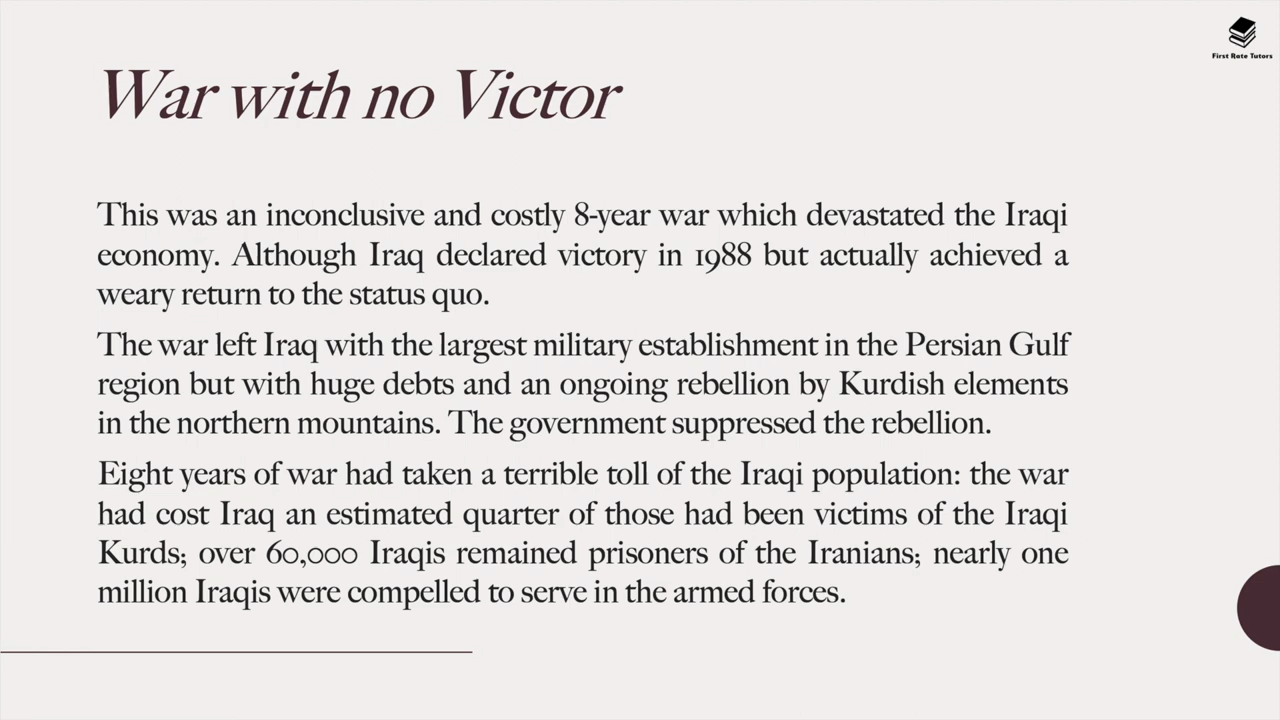 First Rate Tutors
War with no Victor
This was an inconclusive and costly 8-year war which devastated the Iraqi
economy. Although Iraq declared victory in 1988 but actually achieved a
weary return to the status quo.
The war left Iraq with the largest military establishment in the Persian Gulf
region but with huge debts and an ongoing rebellion by Kurdish elements
in the northern mountains. The government suppressed the rebellion.
Eight years of war had taken a terrible toll of the Iraqi population: the war
had cost Iraq an estimated quarter of those had been victims of the Iraqi
Kurds; over 60,000 Iraqis remained prisoners of the Iranians; nearly one
million Iraqis were compelled to serve in the armed forces.